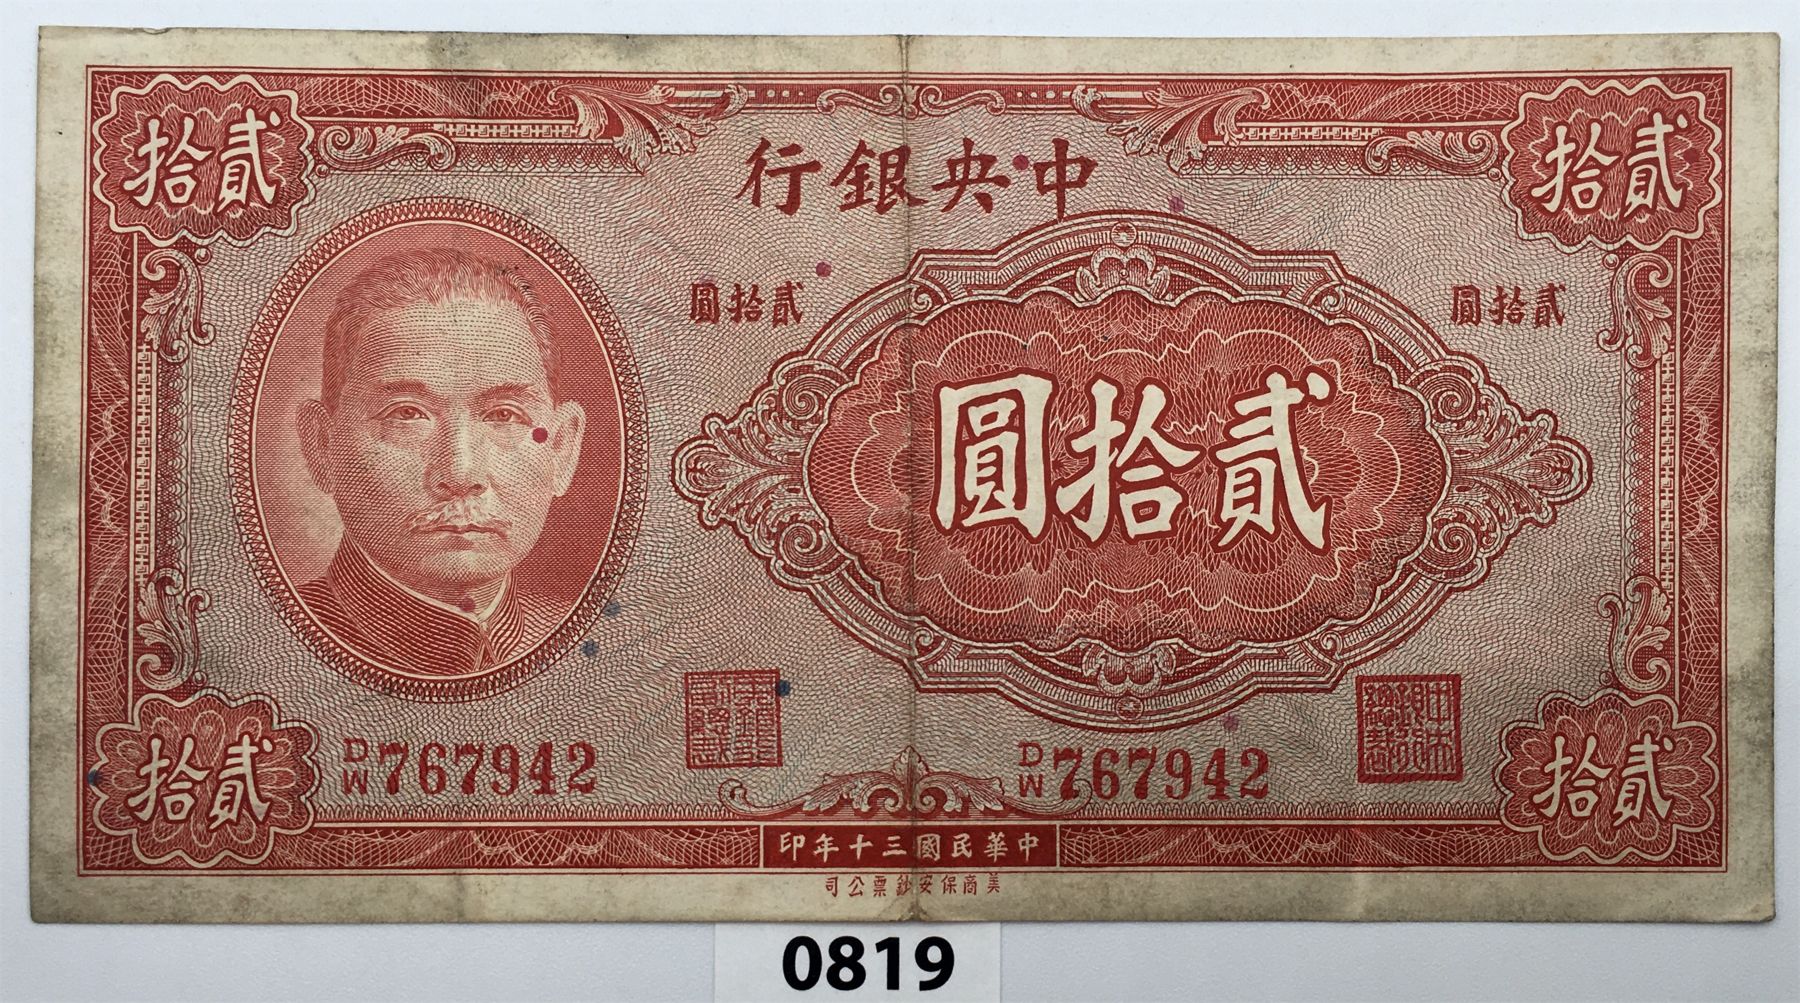 貳拾
貳拾
中央銀行
貳拾圓
貳拾圓
貳拾圓
D/W 767942
D/W 767942
貳拾
貳拾
中華民國三十年印
美商保安鈔票公司
0819